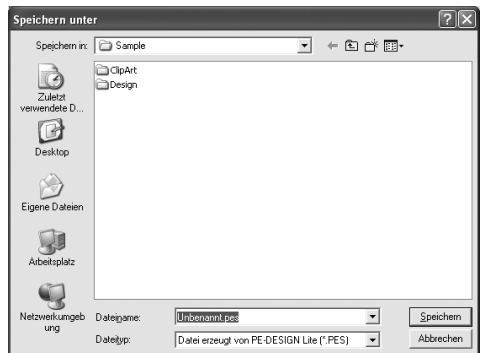 Speichern unter
Speichern in:
Sample
ClipArt
Design
Zuletzt
verwendete D...
Desktop
Eigene Dateien
Arbeitsplatz
Netzwerkumgeb
ung
Dateiname:
Unbenannt.pes
Speichern
Dateityp:
Datei erzeugt von PE-DESIGN Lite (*.PES)
Abbrechen